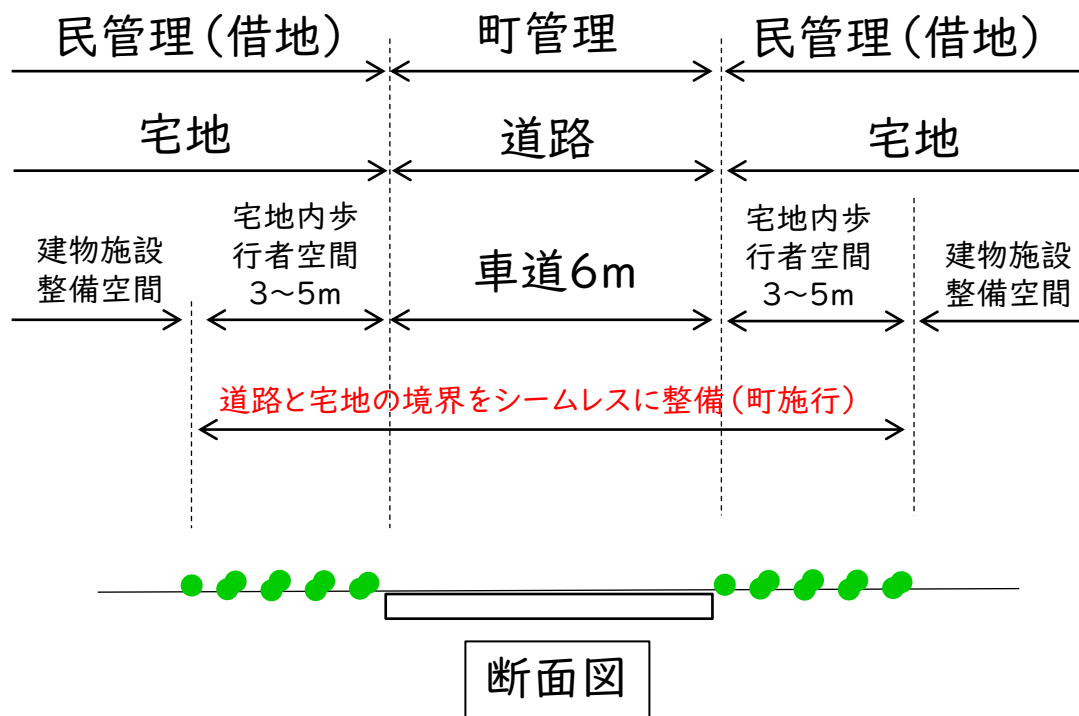 民管理(借地)
町管理
民管理(借地)
宅地
道路
宅地
建物施設
整備空間
宅地内歩
行者空間
3~5m
車道6m
宅地内歩
行者空間
3~5m
建物施設
整備空間
道路と宅地の境界をシームレスに整備(町施行)
断面図